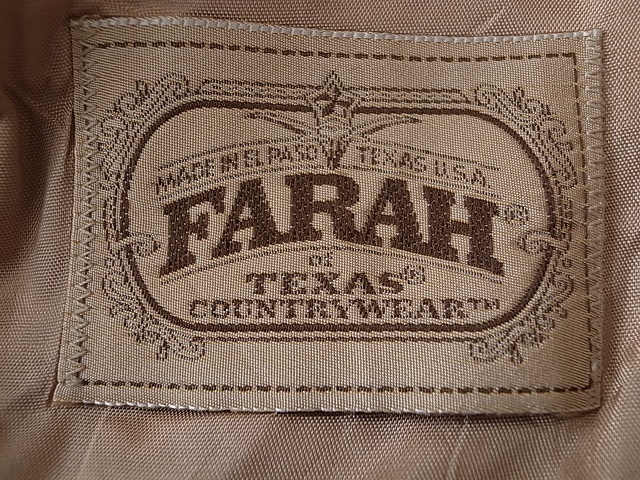 MADE IN EL PASO TEXAS U.S.A.
FARAH®
OF
TEXAS®
COUNTRYWEAR™